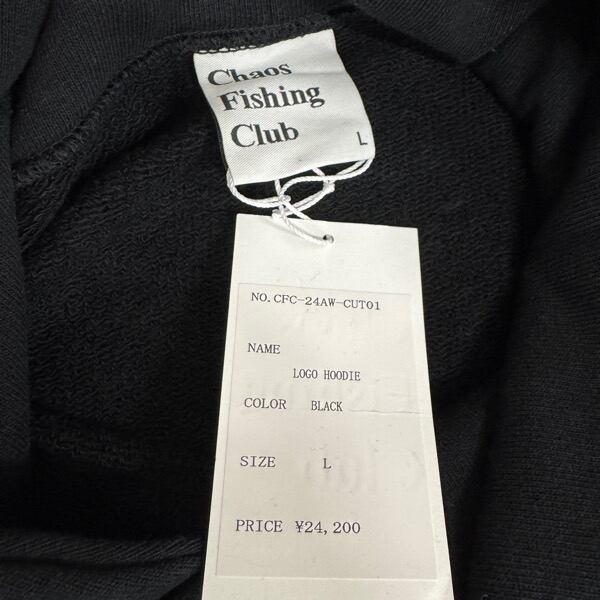 Chaos
Fishing
Club
L
NO.CFC-24AW-CUT01
NAME
LOGO HOODIE
COLOR BLACK
SIZE L
PRICE ¥24,200